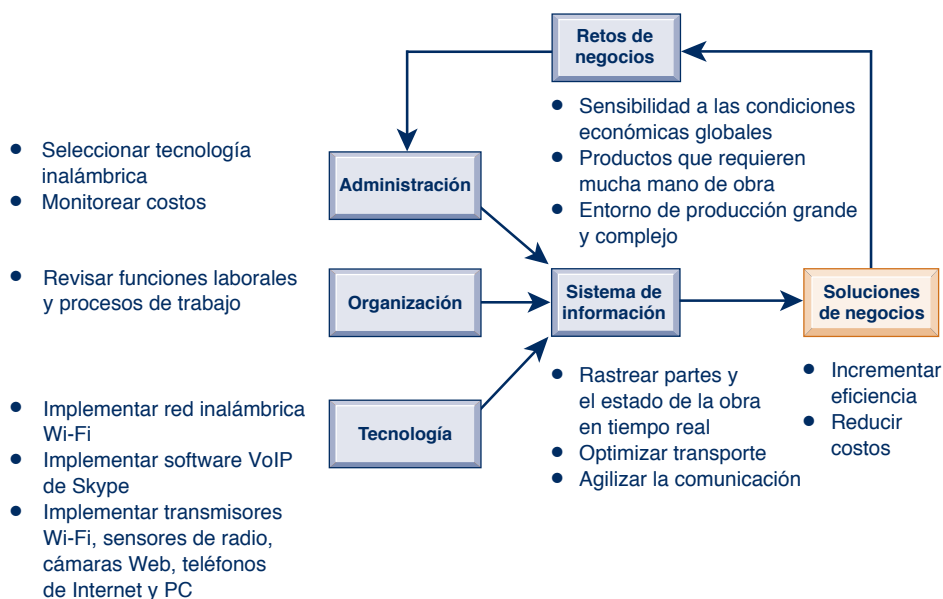 Retos de
negocios
● Sensibilidad a las condiciones
económicas globales
● Productos que requieren
mucha mano de obra
● Entorno de producción grande
y complejo
● Seleccionar tecnología
inalámbrica
● Monitorear costos
Administración
● Revisar funciones laborales
y procesos de trabajo
Organización
Sistema de
información
Soluciones
de negocios
● Rastrear partes y
el estado de la obra
en tiempo real
● Optimizar transporte
● Agilizar la comunicación
● Incrementar
eficiencia
● Reducir
costos
● Implementar red inalámbrica
Wi-Fi
● Implementar software VoIP
de Skype
● Implementar transmisores
Wi-Fi, sensores de radio,
cámaras Web, teléfonos
de Internet y PC
Tecnología